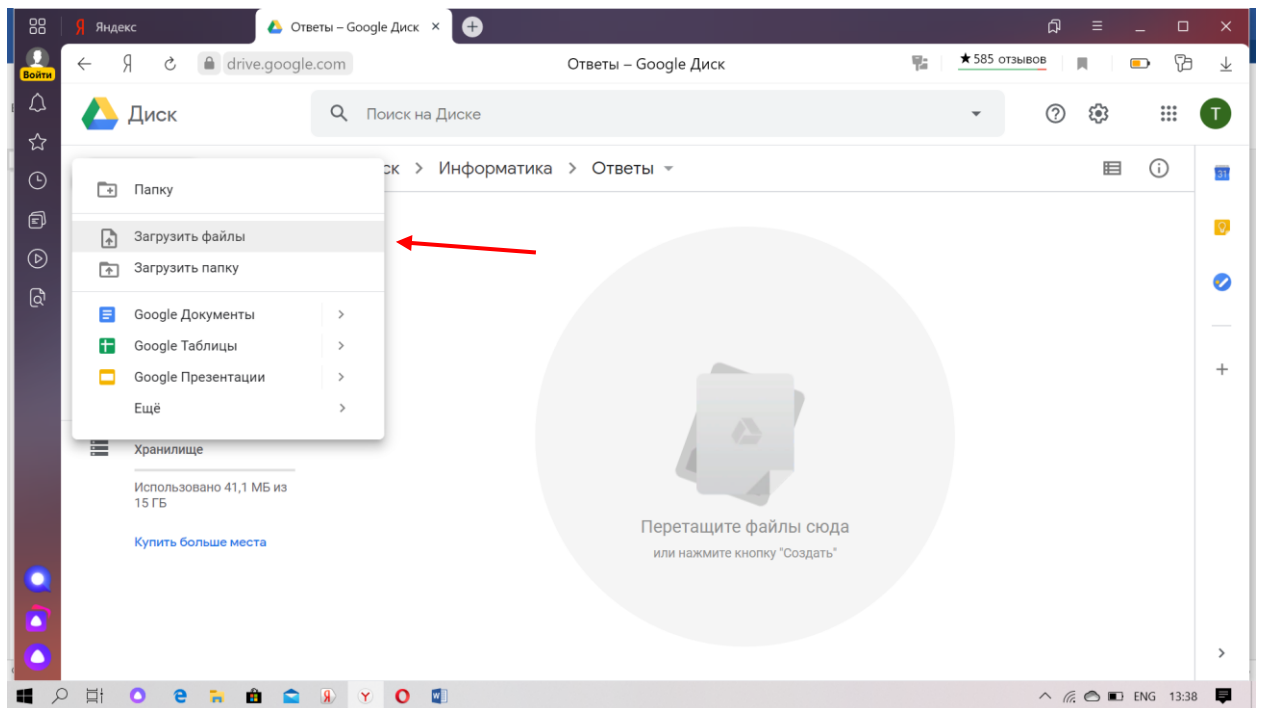 Яндекс
Ответы – Google Диск
Войти
Я
drive.google.com
Ответы – Google Диск
★ 585 отзывов
Диск
Поиск на Диске
T
ск > Информатика > Ответы
31
Папку
Загрузить файлы
Загрузить папку
Google Документы
Google Таблицы
Google Презентации
Ещё
Хранилище
Использовано 41,1 МБ из
15 ГБ
Купить больше места
Перетащите файлы сюда
или нажмите кнопку "Создать"
ENG 13:38